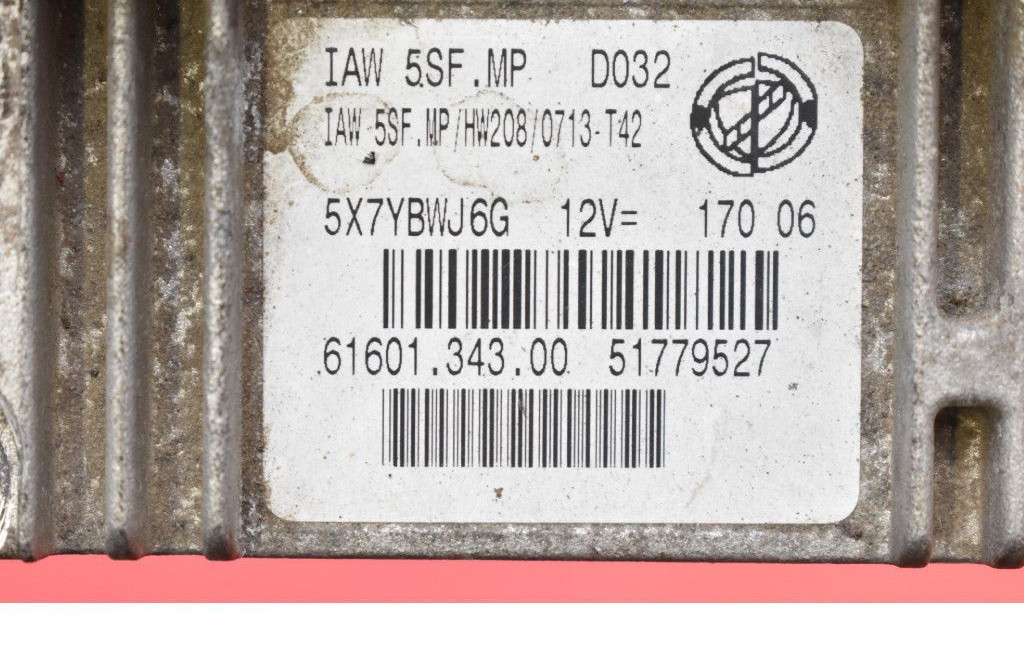 IAW 5SF.MP D032
IAW 5SF.MP/HW208/0713-T42
5X7YBWJ6G 12V= 170 06
61601.343.00 51779527